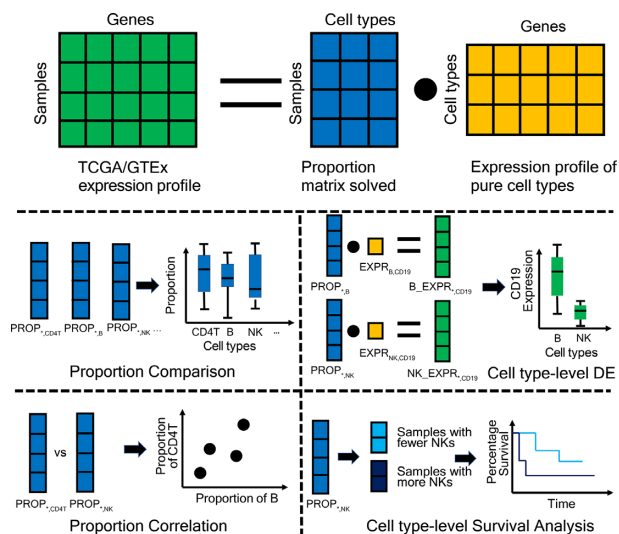 Genes
Samples
TCGA/GTEx
expression profile
Cell types
Samples
Proportion
matrix solved
Genes
Cell types
Expression profile of
pure cell types
PROP*,CD4T
PROP*,B
PROP*,NK ...
Proportion
CD4T B NK ...
Cell types
Proportion Comparison
PROP*,B
EXPRB,CD19
B_EXPR*,CD19
PROP*,NK
EXPRNK,CD19
NK_EXPR*,CD19
CD19
Expression
B NK
Cell types
Cell type-level DE
vs
PROP*,CD4T PROP*,NK
Proportion
of CD4T
Proportion of B
Proportion Correlation
PROP*,NK
Samples with
fewer NKs
Samples with
more NKs
Percentage
Survival
Time
Cell type-level Survival Analysis